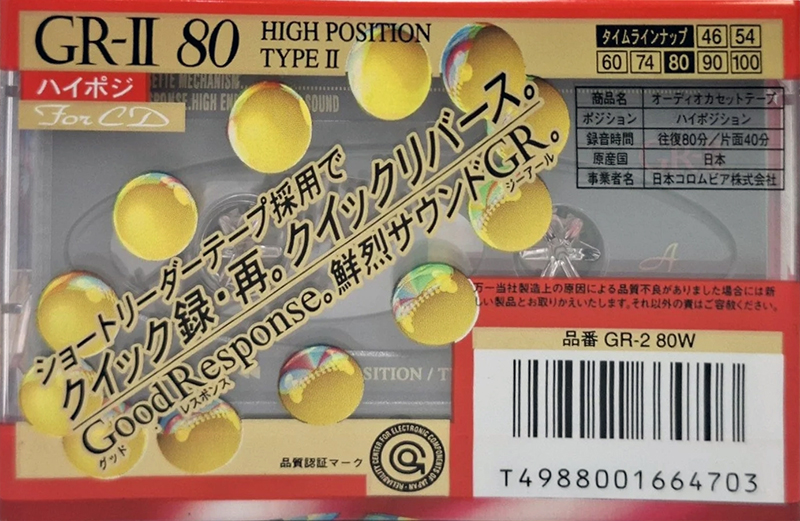 GR-II 80
HIGH POSITION
TYPE II
タイムラインナップ 46 54
60 74 80 90 100
ハイポジ
For CD
商品名 オーディオカセットテープ
ポジション ハイポジション
録音時間 往復80分/片面40分
原産国 日本
事業者名 日本コロムビア株式会社
ショートリーダーテープ採用で
クイック録・再。クイックリバース。
GoodResponse。鮮烈サウンドGR。
グッド レスポンス ジーアール
万一当社製造上の原因による品質不良がありました場合には新
しい製品とお取りかえいたします。それ以外の責はご容赦ください。
品番 GR-2 80W
T4988001664703
品質認証マーク
RELIABILITY CENTER FOR ELECTRONIC COMPONENTS OF JAPAN
SITION / T